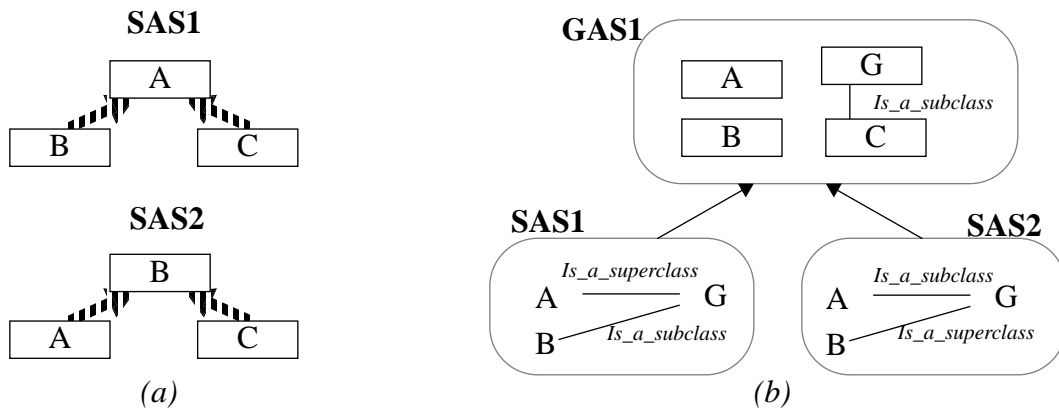 SAS1
A
B
C
SAS2
B
A
C
(a)
GAS1
A
G
Is_a_subclass
B
C
SAS1
Is_a_superclass
A
G
B
Is_a_subclass
SAS2
Is_a_subclass
A
G
B
Is_a_superclass
(b)